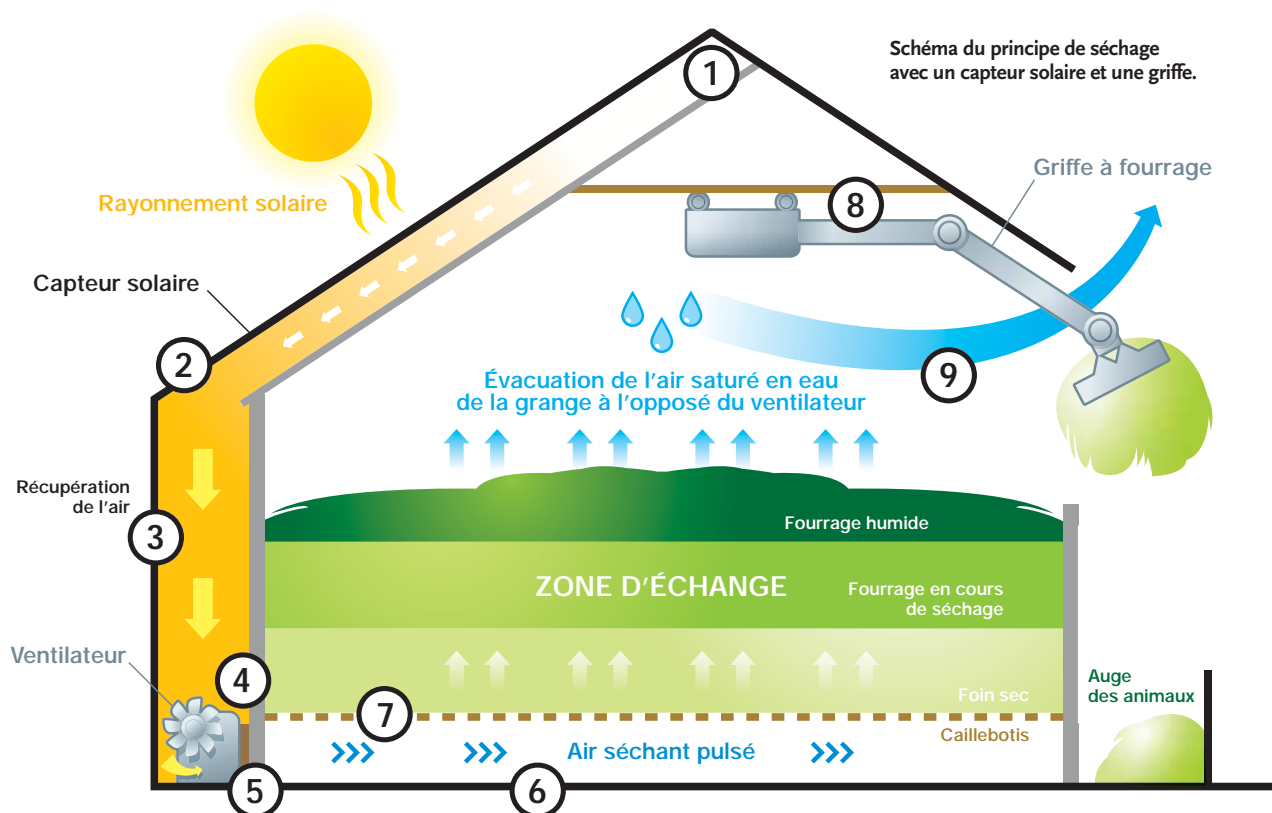 Schéma du principe de séchage
avec un capteur solaire et une griffe.
1
Griffe à fourrage
Rayonnement solaire
8
Capteur solaire
2
9
Évacuation de l'air saturé en eau
de la grange à l'opposé du ventilateur
Récupération
de l'air
3
Fourrage humide
ZONE D'ÉCHANGE
Fourrage en cours
de séchage
Ventilateur
4
7
Foin sec
Auge
des animaux
Caillebotis
Air séchant pulsé
5
6